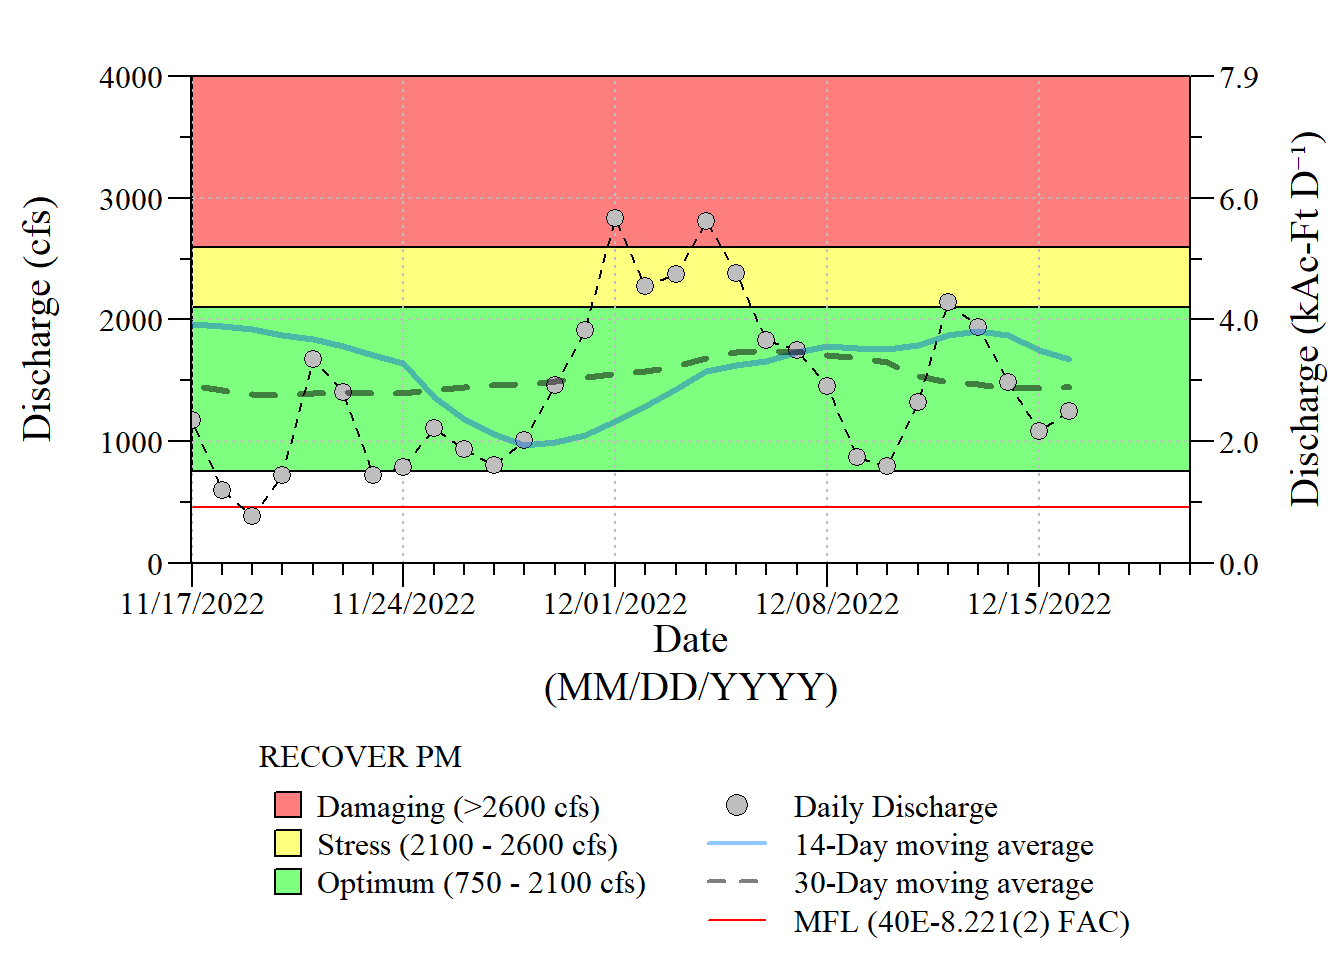 4000
3000
2000
1000
0
7.9
6.0
4.0
2.0
0.0
Discharge (cfs)
Discharge (kAc-Ft D⁻¹)
11/17/2022
11/24/2022
12/01/2022
12/08/2022
12/15/2022
Date
(MM/DD/YYYY)
RECOVER PM
Damaging (>2600 cfs)
Stress (2100 - 2600 cfs)
Optimum (750 - 2100 cfs)
Daily Discharge
14-Day moving average
30-Day moving average
MFL (40E-8.221(2) FAC)